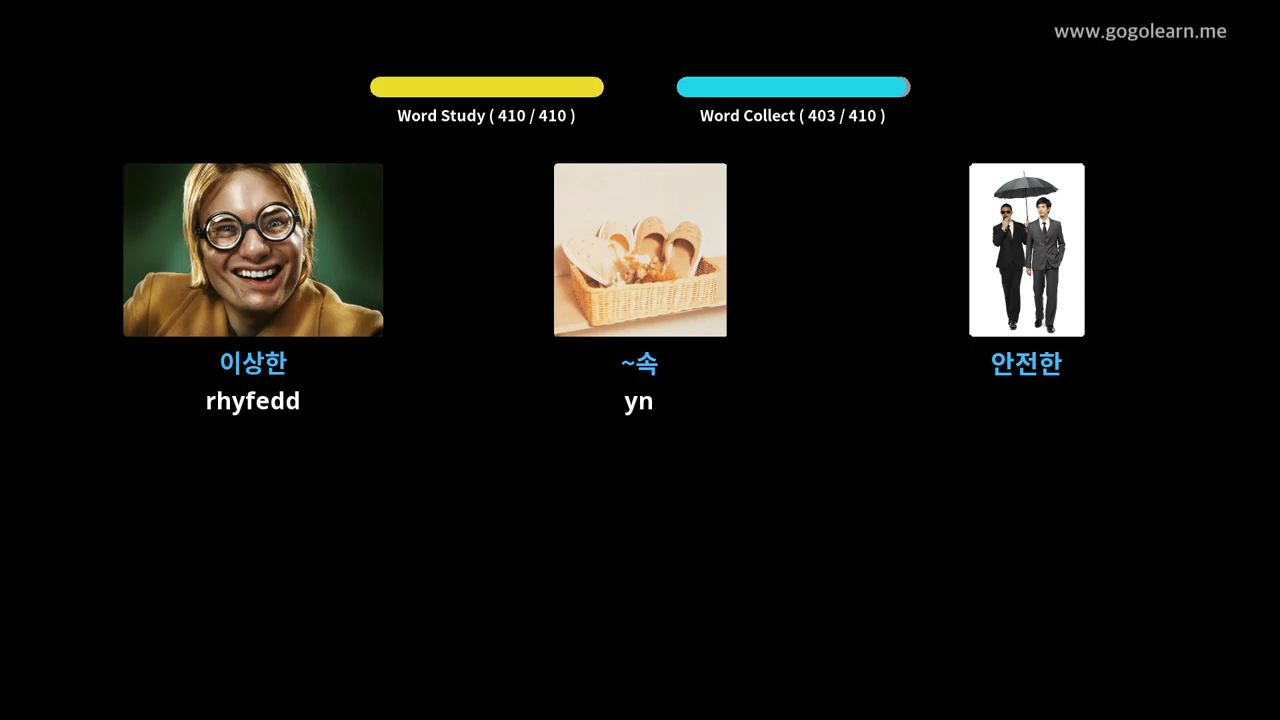 www.gogolearn.me
Word Study ( 410 / 410 )
Word Collect ( 403 / 410 )
이상한
rhyfedd
~속
yn
안전한